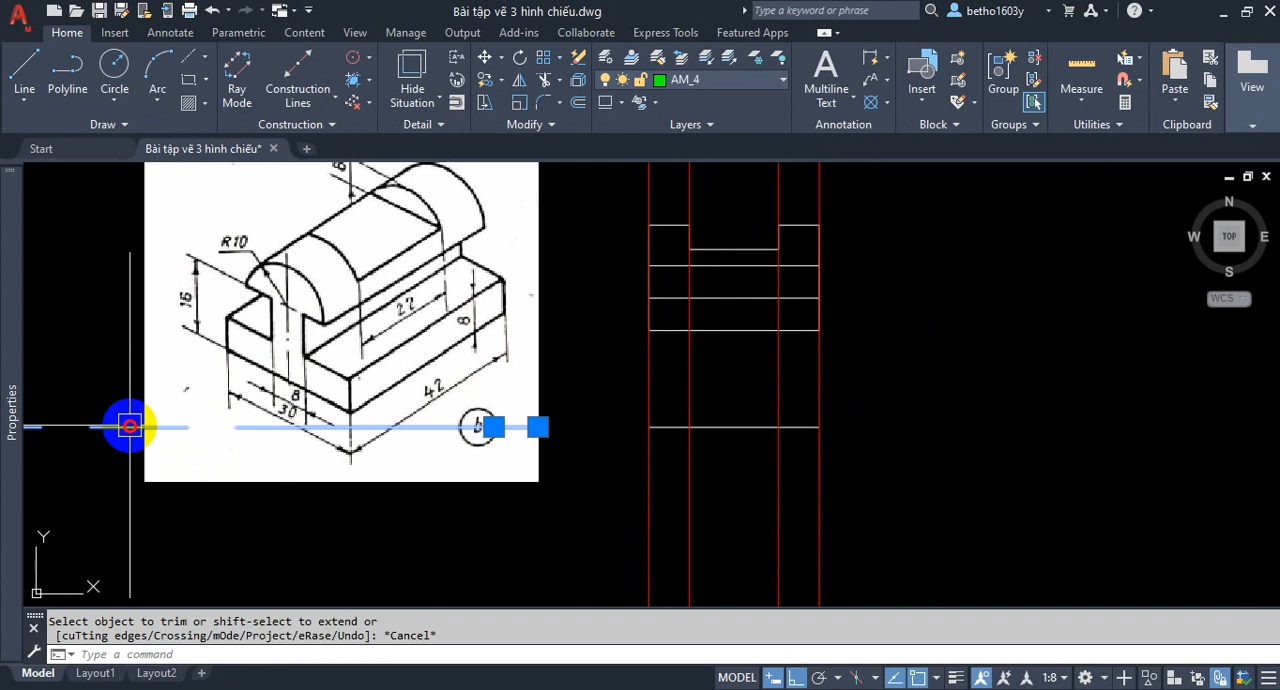 Bài tập vẽ 3 hình chiếu.dwg
Type a keyword or phrase
betho1603y
Home Insert Annotate Parametric Content View Manage Output Add-ins Collaborate Express Tools Featured Apps
AM_4
Line Polyline Circle Arc
Ray Mode
Construction Lines
Hide Situation
Multiline Text
Insert
Group
Measure
Paste
View
Draw Construction Detail Modify Layers Annotation Block Groups Utilities Clipboard
Start
Bài tập vẽ 3 hình chiếu*
Properties
6
R10
16
22
8
42
8
30
b
N
W TOP E
S
WCS
Y
X
Select object to trim or shift-select to extend or
[cuTting edges/Crossing/mOde/Project/eRase/Undo]: *Cancel*
Type a command
Model Layout1 Layout2
MODEL
1:8